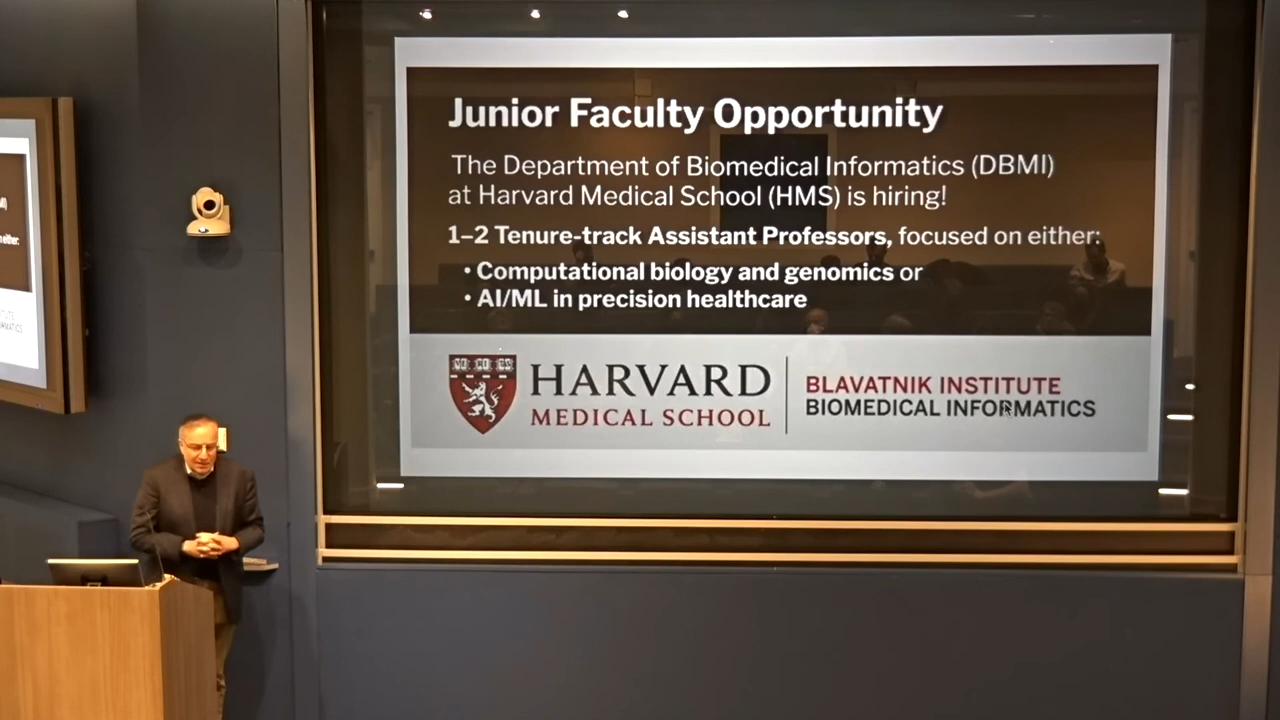 Junior Faculty Opportunity
The Department of Biomedical Informatics (DBMI)
at Harvard Medical School (HMS) is hiring!
1–2 Tenure-track Assistant Professors, focused on either:
• Computational biology and genomics or
• AI/ML in precision healthcare
HARVARD
MEDICAL SCHOOL
BLAVATNIK INSTITUTE
BIOMEDICAL INFORMATICS